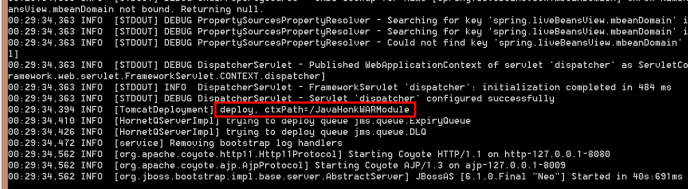 ansView.mbeanDomain not bound. Returning null.
00:29:34,363 INFO  [STDOUT] DEBUG PropertySourcesPropertyResolver - Searching for key 'spring.liveBeansView.mbeanDomain' i
00:29:34,363 INFO  [STDOUT] DEBUG PropertySourcesPropertyResolver - Searching for key 'spring.liveBeansView.mbeanDomain' i
00:29:34,363 INFO  [STDOUT] DEBUG PropertySourcesPropertyResolver - Could not find key 'spring.liveBeansView.mbeanDomain'
l]
00:29:34,363 INFO  [STDOUT] DEBUG DispatcherServlet - Published WebApplicationContext of servlet 'dispatcher' as ServletCo
ramework.web.servlet.FrameworkServlet.CONTEXT.dispatcher]
00:29:34,363 INFO  [STDOUT] INFO  DispatcherServlet - FrameworkServlet 'dispatcher': initialization completed in 484 ms
00:29:34,363 INFO  [STDOUT] DEBUG DispatcherServlet - Servlet 'dispatcher' configured successfully
00:29:34,394 INFO  [TomcatDeployment] deploy, ctxPath=/JavaHonkWARModule
00:29:34,410 INFO  [HornetQServerImpl] trying to deploy queue jms.queue.ExpiryQueue
00:29:34,426 INFO  [HornetQServerImpl] trying to deploy queue jms.queue.DLQ
00:29:34,472 INFO  [service] Removing bootstrap log handlers
00:29:34,562 INFO  [org.apache.coyote.http11.Http11Protocol] Starting Coyote HTTP/1.1 on http-127.0.0.1-8080
00:29:34,562 INFO  [org.apache.coyote.ajp.AjpProtocol] Starting Coyote AJP/1.3 on ajp-127.0.0.1-8009
00:29:34,562 INFO  [org.jboss.bootstrap.impl.base.server.AbstractServer] JBossAS [6.1.0.Final "Neo"] Started in 40s:691ms